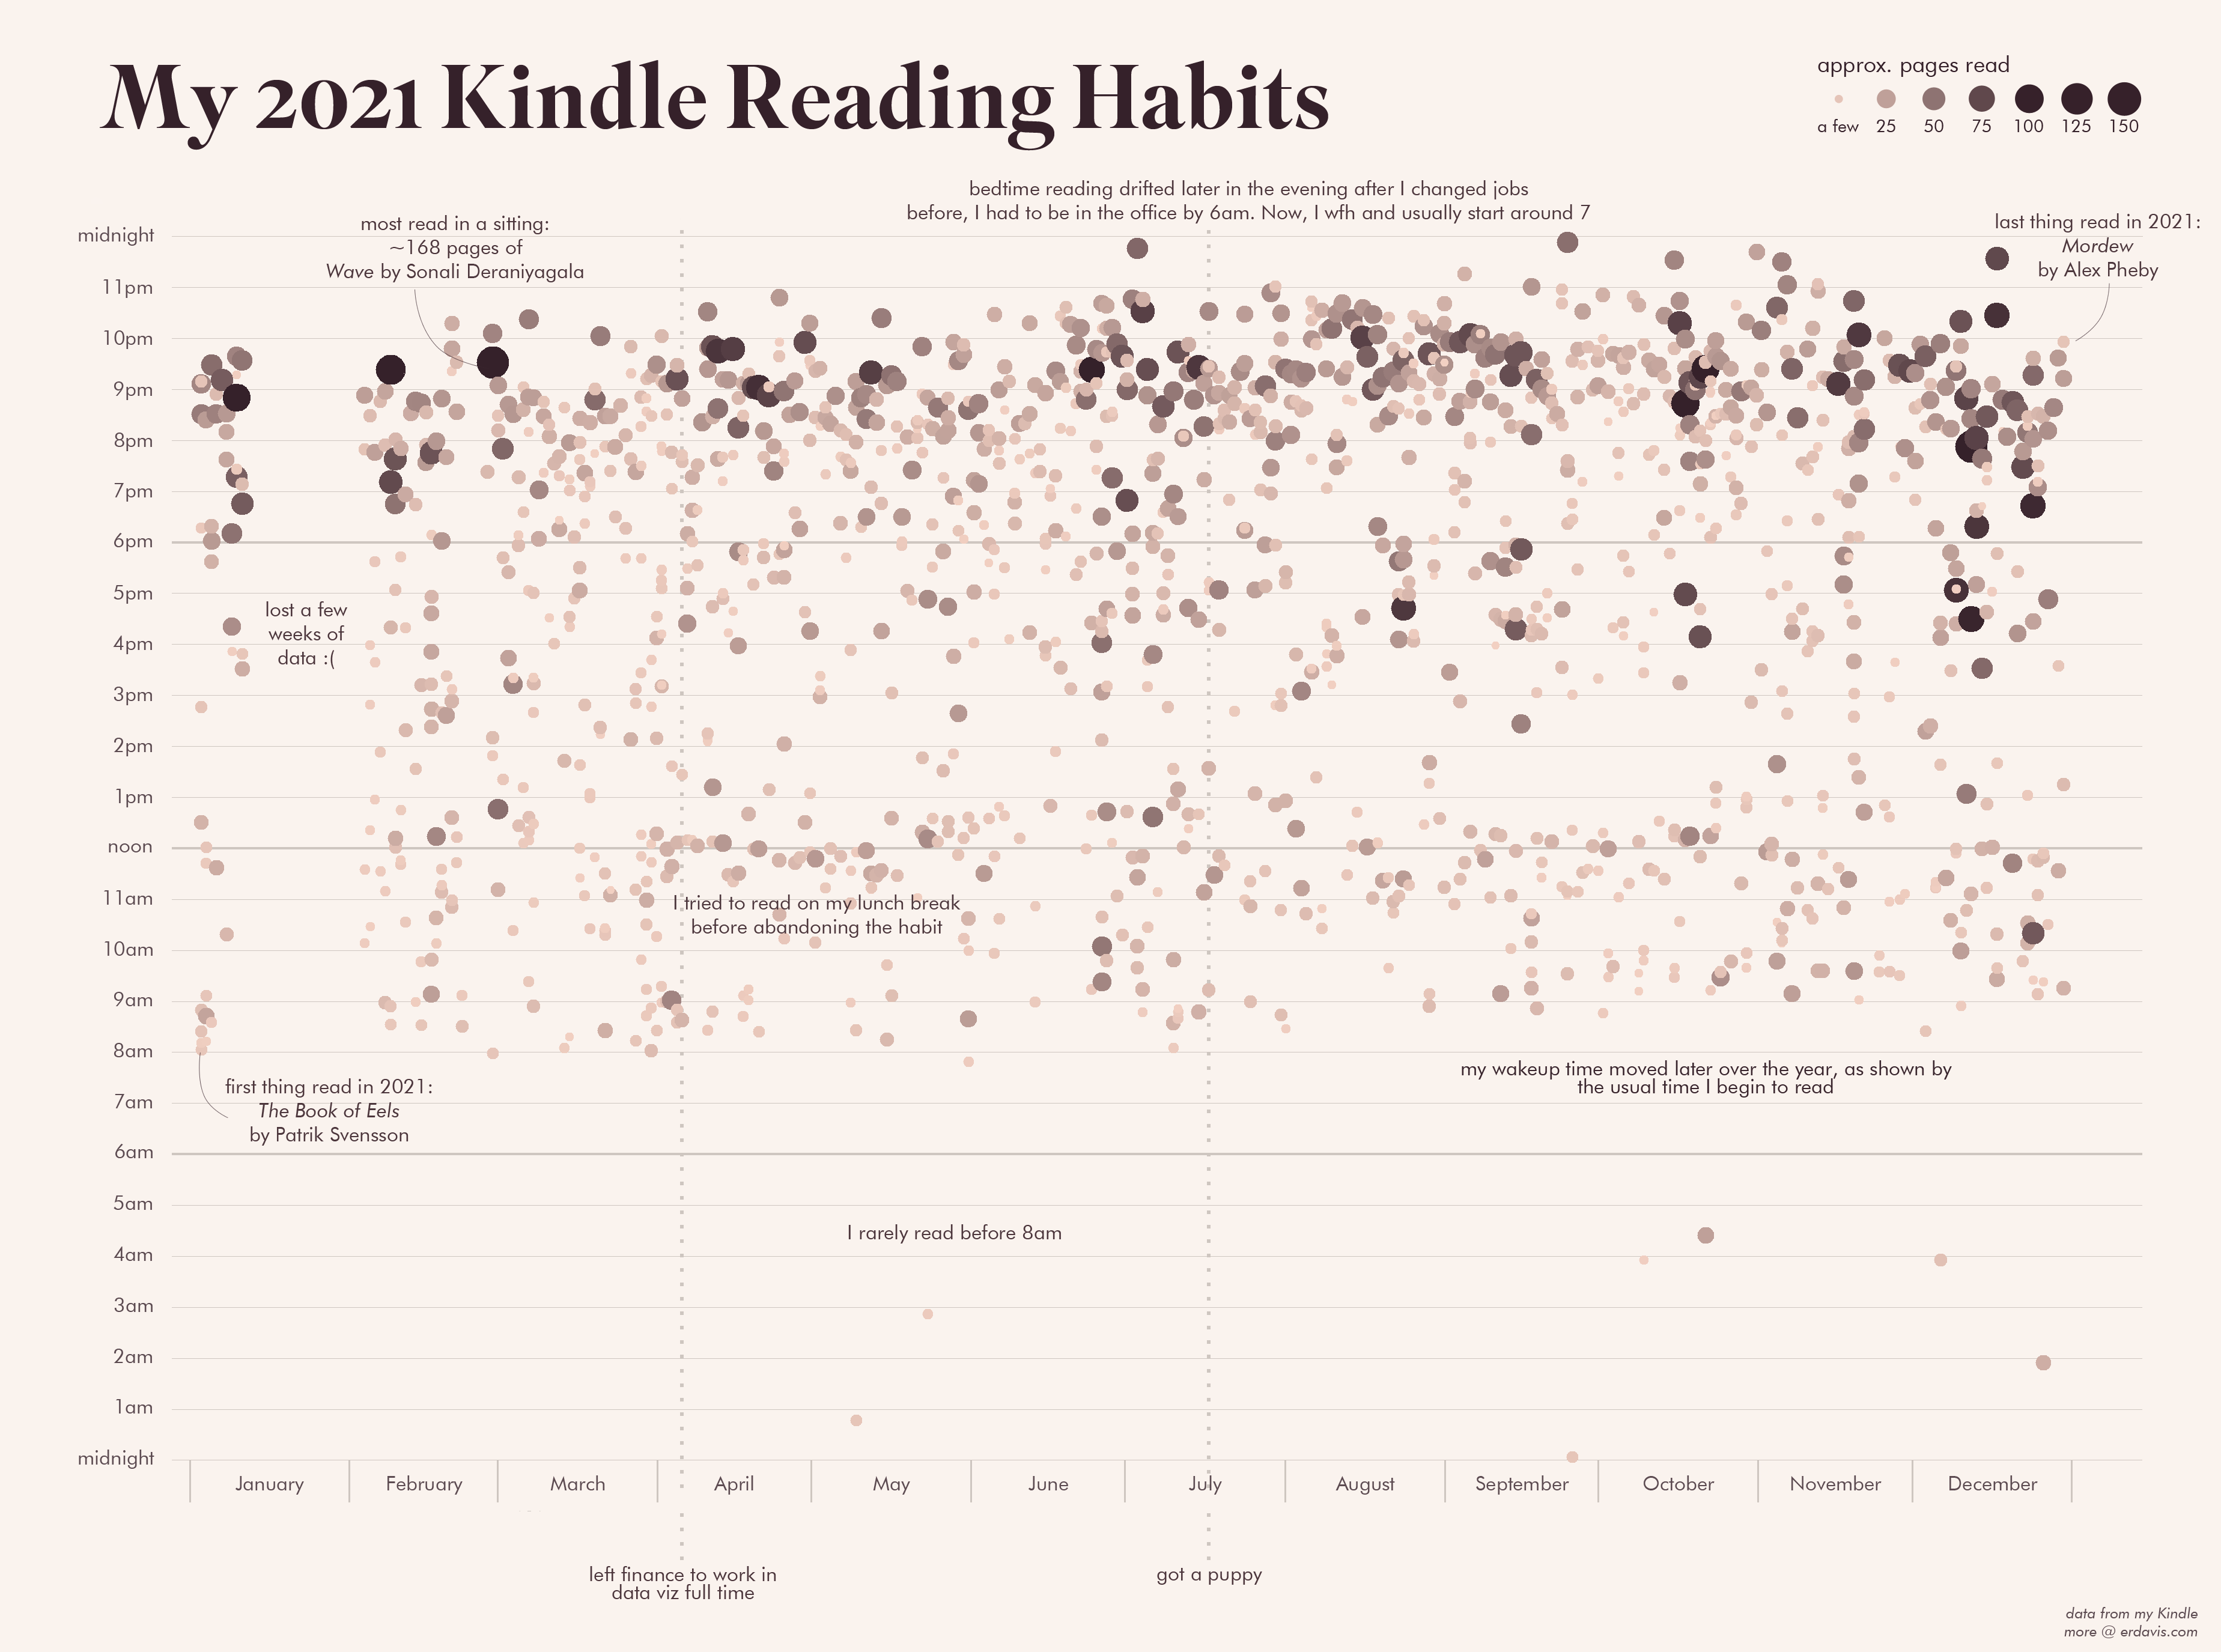 My 2021 Kindle Reading Habits
approx. pages read
a few 25 50 75 100 125 150
bedtime reading drifted later in the evening after I changed jobs
before, I had to be in the office by 6am. Now, I wfh and usually start around 7
most read in a sitting:
~168 pages of
Wave by Sonali Deraniyagala
last thing read in 2021:
Mordew
by Alex Pheby
midnight
11pm
10pm
9pm
8pm
7pm
6pm
5pm
4pm
3pm
2pm
1pm
noon
11am
10am
9am
8am
7am
6am
5am
4am
3am
2am
1am
midnight
lost a few
weeks of
data :(
I tried to read on my lunch break
before abandoning the habit
my wakeup time moved later over the year, as shown by
the usual time I begin to read
first thing read in 2021:
The Book of Eels
by Patrik Svensson
I rarely read before 8am
January February March April May June July August September October November December
left finance to work in
data viz full time
got a puppy
data from my Kindle
more @ erdavis.com